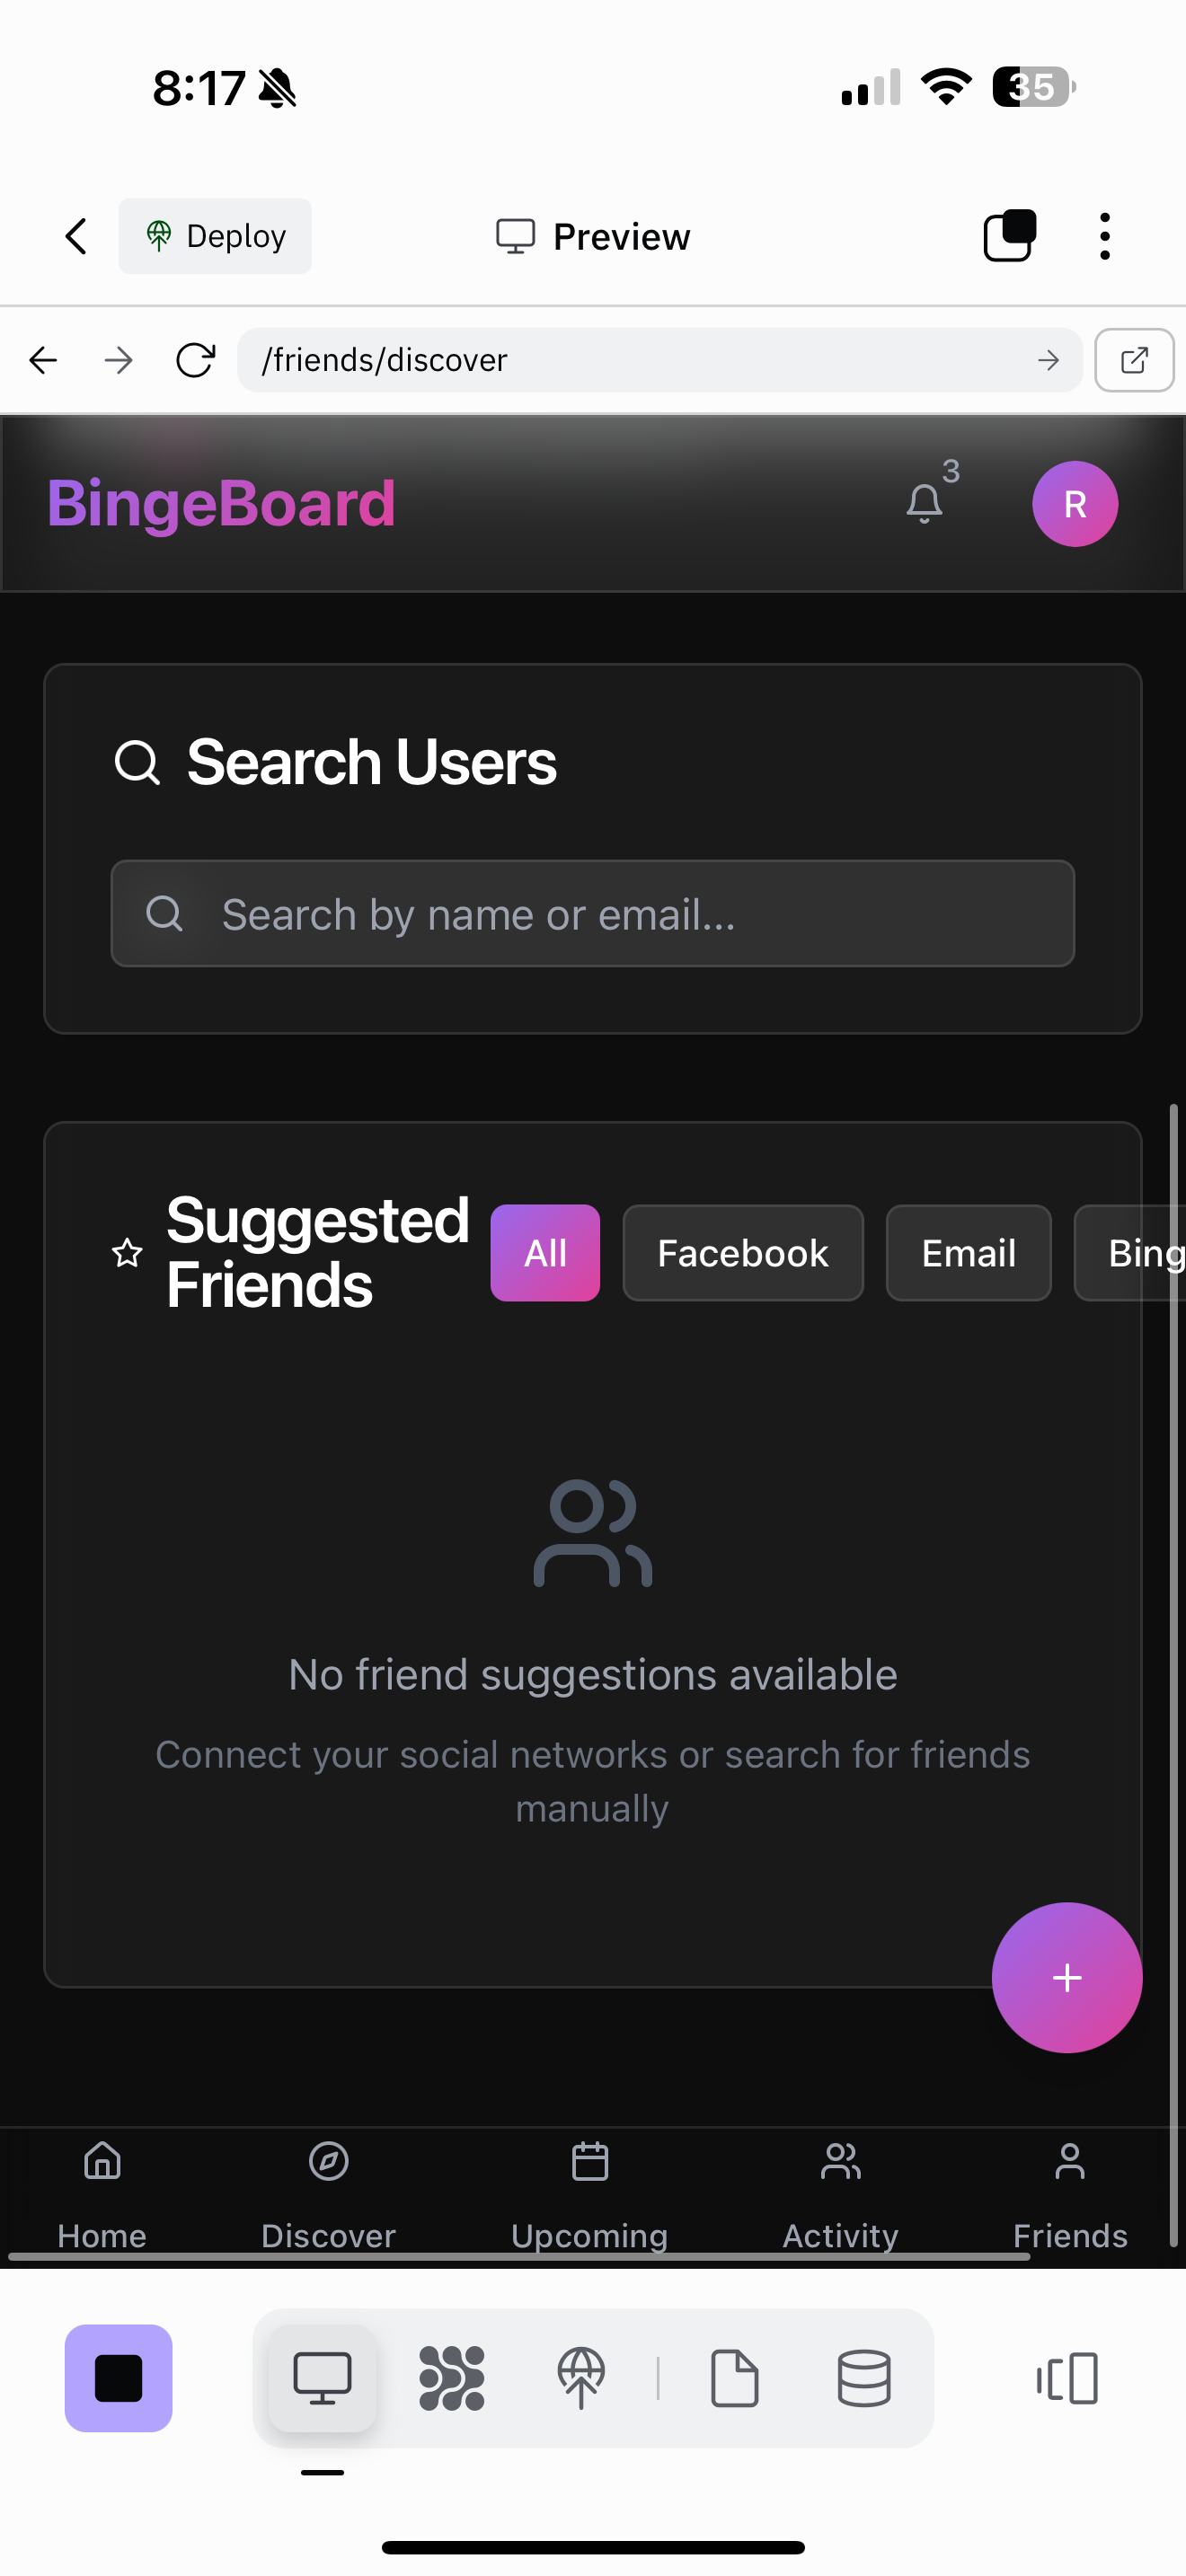 8:17
35
Deploy
Preview
/friends/discover
BingeBoard
3
R
Search Users
Search by name or email...
Suggested
Friends
All
Facebook
Email
Bing
No friend suggestions available
Connect your social networks or search for friends
manually
Home
Discover
Upcoming
Activity
Friends